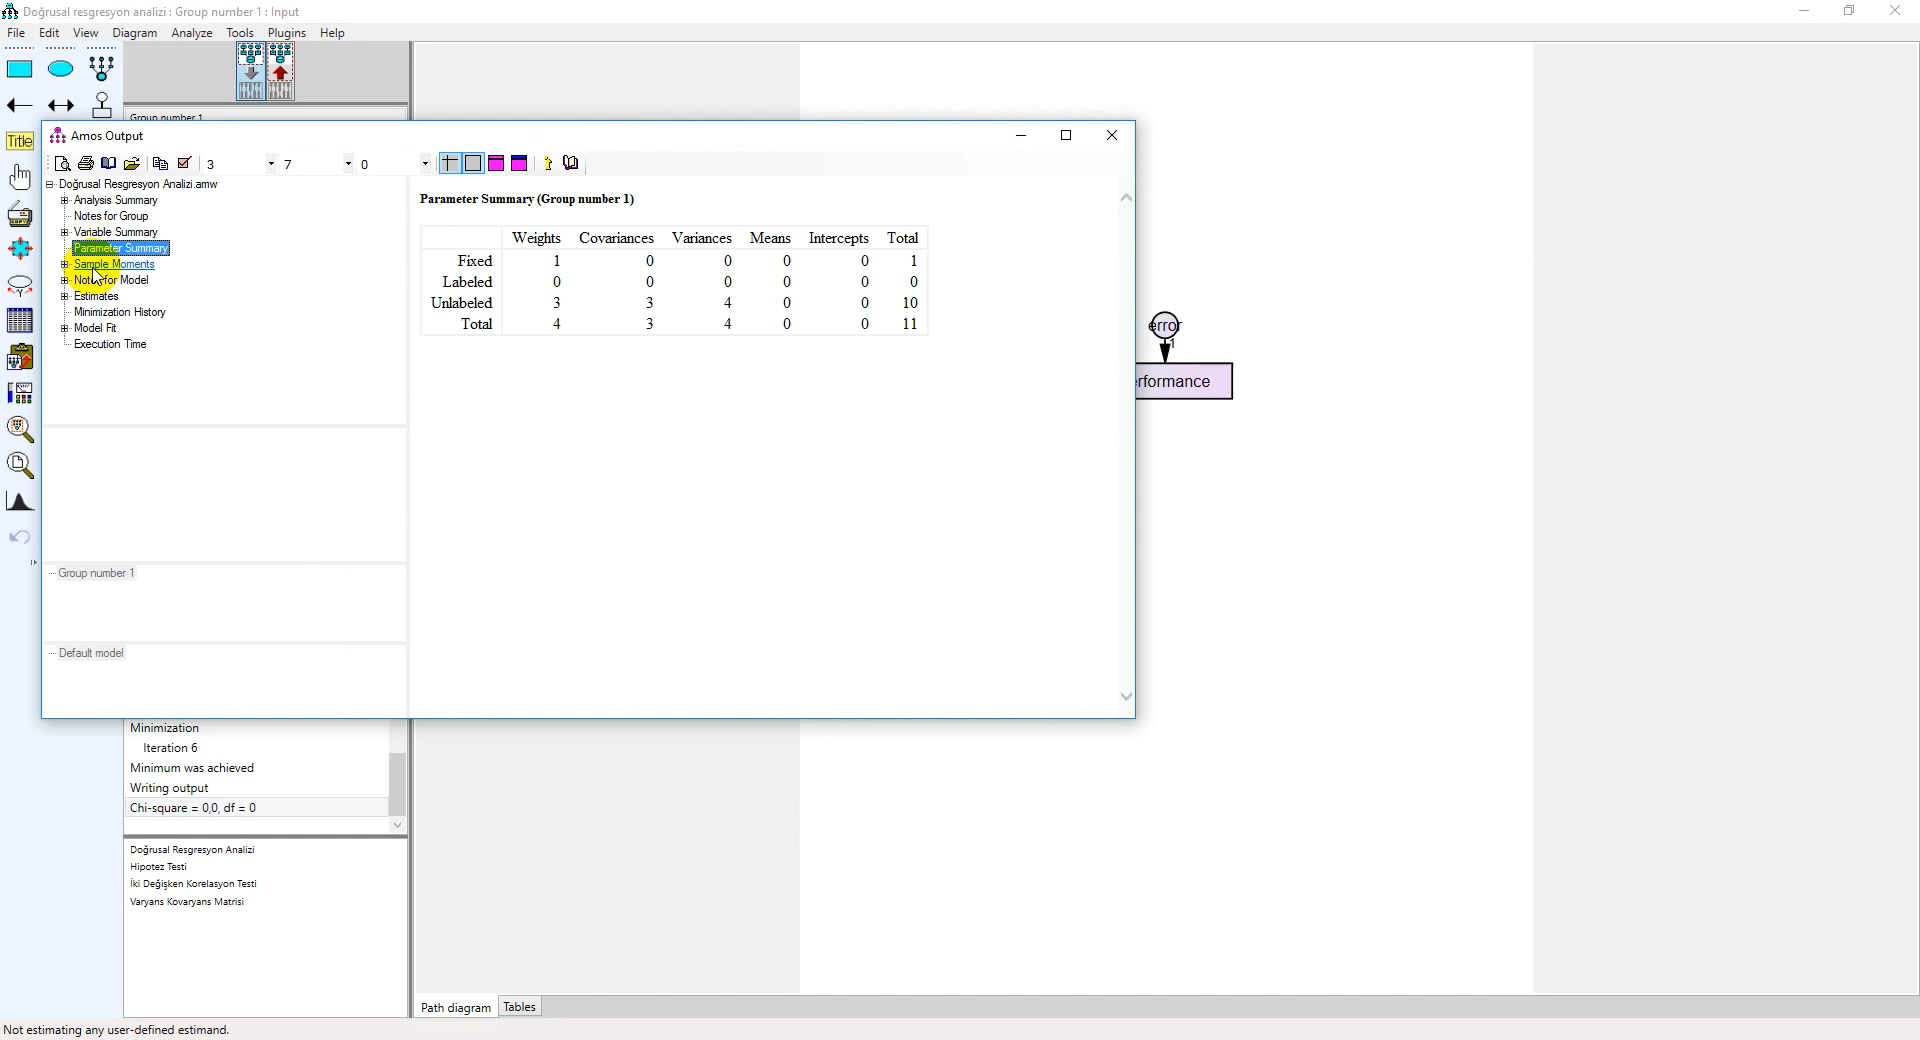 Doğrusal resgresyon analizi : Group number 1 : Input
File Edit View Diagram Analyze Tools Plugins Help
Group number 1
Title
Amos Output
3 7 0
Doğrusal Resgresyon Analizi.amw
Analysis Summary
Notes for Group
Variable Summary
Parameter Summary
Sample Moments
Notes for Model
Estimates
Minimization History
Model Fit
Execution Time
Group number 1
Default model
Parameter Summary (Group number 1)
Weights Covariances Variances Means Intercepts Total
Fixed 1 0 0 0 0 1
Labeled 0 0 0 0 0 0
Unlabeled 3 3 4 0 0 10
Total 4 3 4 0 0 11
error
1
erformance
Minimization
Iteration 6
Minimum was achieved
Writing output
Chi-square = 0,0, df = 0
Doğrusal Resgresyon Analizi
Hipotez Testi
İki Değişken Korelasyon Testi
Varyans Kovaryans Matrisi
Path diagram Tables
Not estimating any user-defined estimand.